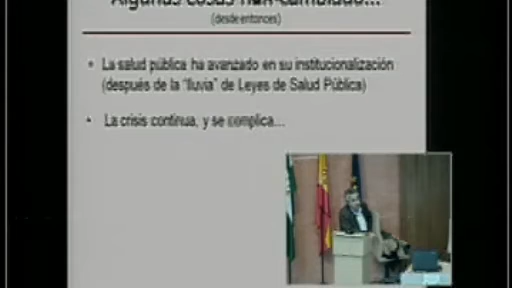 Algunas cosas han cambiado...
(desde entonces)
• La salud pública ha avanzado en su institucionalización
(después de la "lluvia" de Leyes de Salud Pública)
• La crisis continua, y se complica...